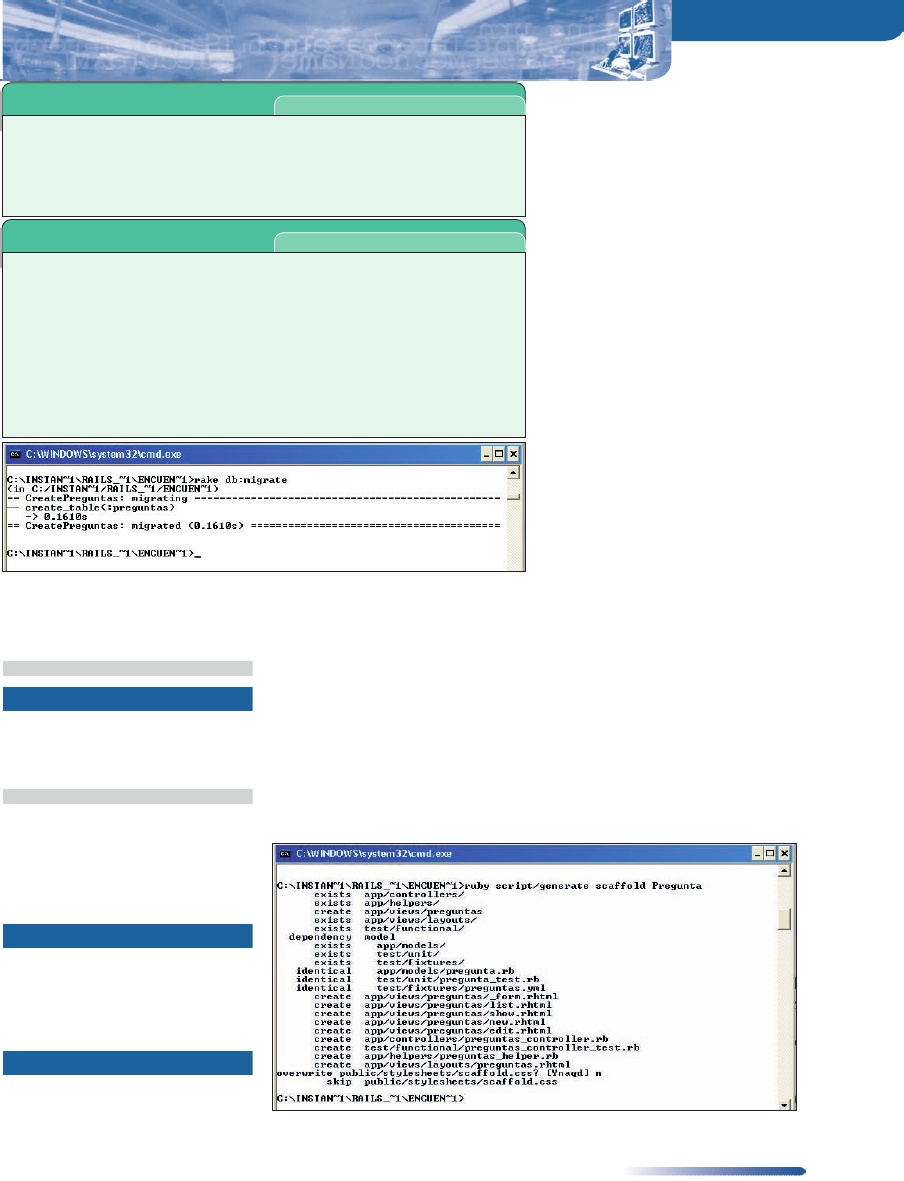 C:\WINDOWS\system32\cmd.exe
C:\INSTAN~1\RAILS_~1\ENCUEN~1>rake db:migrate
(in C:/INSTAN~1/RAILS_~1/ENCUEN~1)
== CreatePreguntas: migrating ================================================
-- create_table(:preguntas)
   -> 0.1610s
== CreatePreguntas: migrated (0.1610s) =======================================
C:\INSTAN~1\RAILS_~1\ENCUEN~1>_
C:\WINDOWS\system32\cmd.exe
C:\INSTAN~1\RAILS_~1\ENCUEN~1>ruby script/generate scaffold Pregunta
exists app/controllers/
exists app/helpers/
create app/views/preguntas
exists app/views/layouts/
exists test/functional/
dependency model
exists app/models/
exists test/unit/
exists test/fixtures/
identical app/models/pregunta.rb
identical test/unit/pregunta_test.rb
identical test/fixtures/preguntas.yml
create app/views/preguntas/_form.rhtml
create app/views/preguntas/list.rhtml
create app/views/preguntas/show.rhtml
create app/views/preguntas/new.rhtml
create app/views/preguntas/edit.rhtml
create app/controllers/preguntas_controller.rb
create test/functional/preguntas_controller_test.rb
create app/helpers/preguntas_helper.rb
create app/views/layouts/preguntas.rhtml
overwrite public/stylesheets/scaffold.css? [Ynaqd] n
skip public/stylesheets/scaffold.css
C:\INSTAN~1\RAILS_~1\ENCUEN~1>